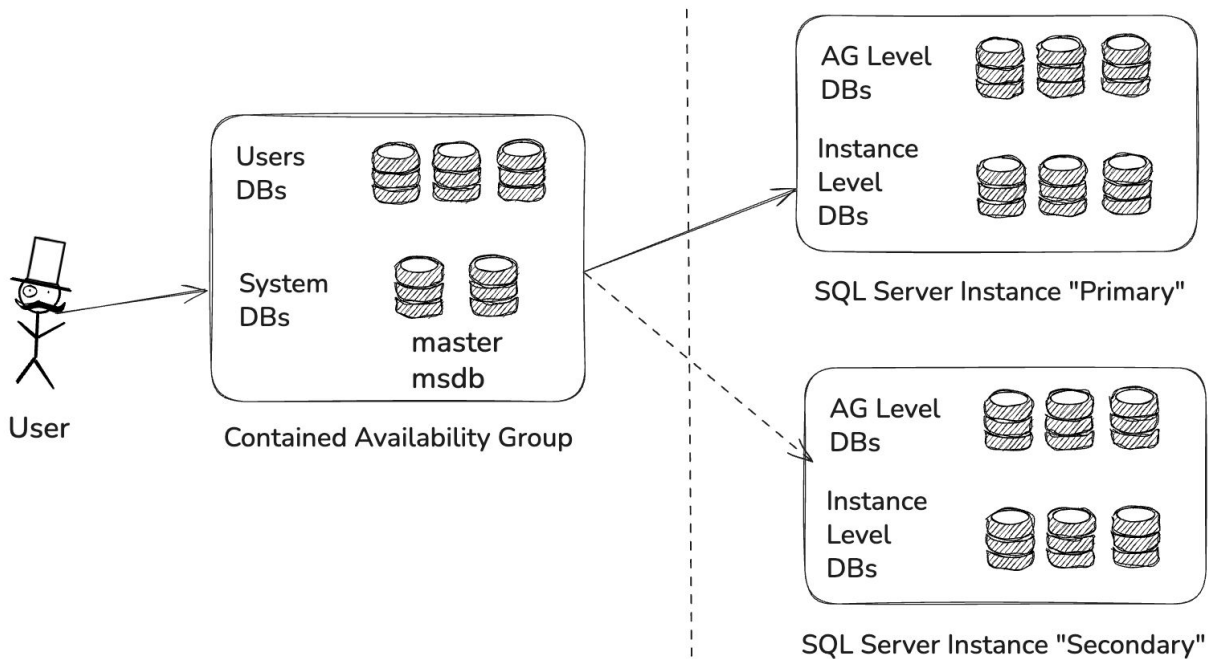 User
Users
DBs
System
DBs
master
msdb
Contained Availability Group
AG Level
DBs
Instance
Level
DBs
SQL Server Instance "Primary"
AG Level
DBs
Instance
Level
DBs
SQL Server Instance "Secondary"